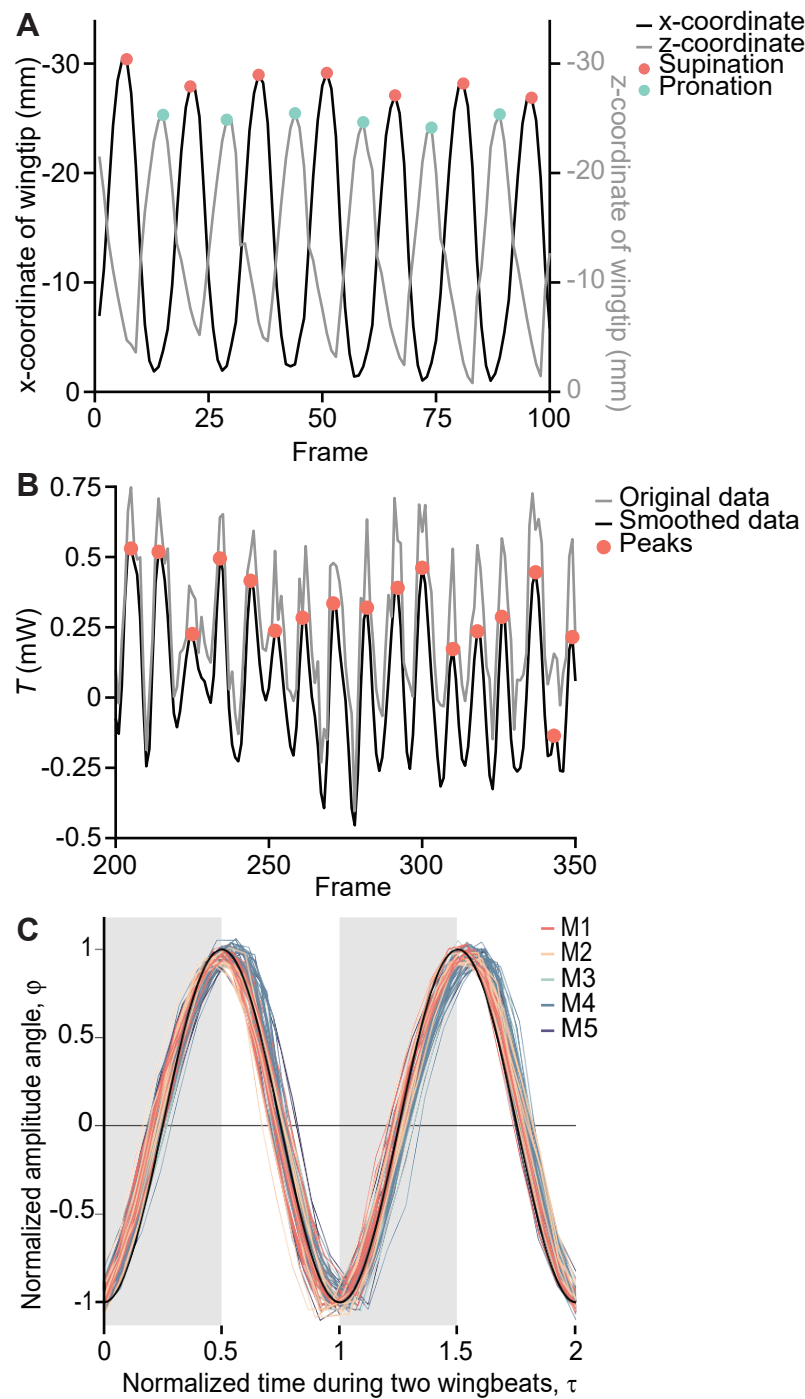 A
x-coordinate
z-coordinate
Supination
Pronation
x-coordinate of wingtip (mm)
-30
-20
-10
0
-30
-20
-10
0
z-coordinate of wingtip (mm)
0 25 50 75 100
Frame
B
Original data
Smoothed data
Peaks
T (mW)
0.75
0.5
0.25
0
-0.25
-0.5
200 250 300 350
Frame
C
M1
M2
M3
M4
M5
Normalized amplitude angle, φ
1
0.5
0
-0.5
-1
0 0.5 1 1.5 2
Normalized time during two wingbeats, τ